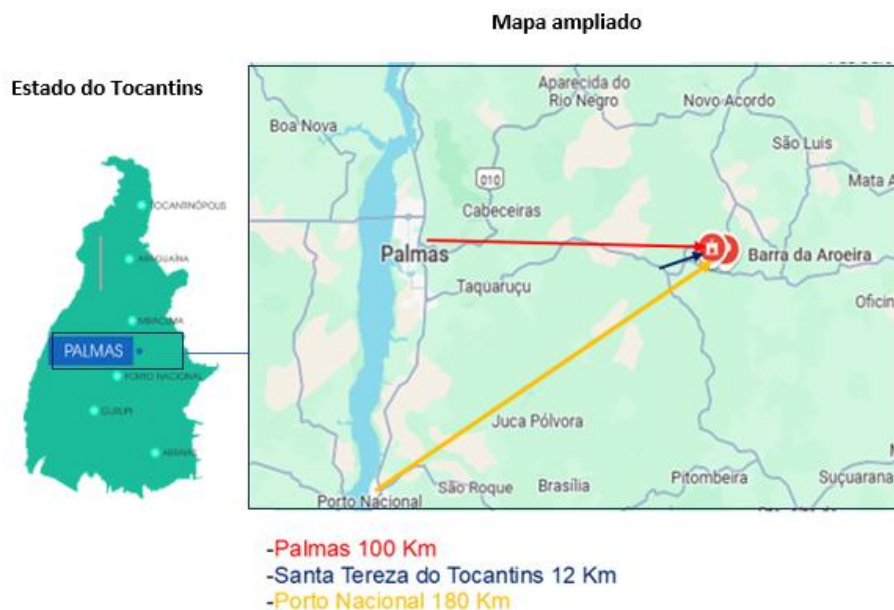 Mapa ampliado
Estado do Tocantins
TOCANTINÓPOLIS
ARAGUAÍNA
MIRACEMA
PALMAS
PORTO NACIONAL
GURUPI
Aparecida do
Rio Negro
Novo Acordo
Boa Nova
São Luis
Mata A
010
Cabeceiras
Palmas
Barra da Aroeira
Taquaruçu
Oficin
Juca Pólvora
Pitombeira
Suçuarana
Porto Nacional
São Roque
Brasília
-Palmas 100 Km
-Santa Tereza do Tocantins 12 Km
-Porto Nacional 180 Km